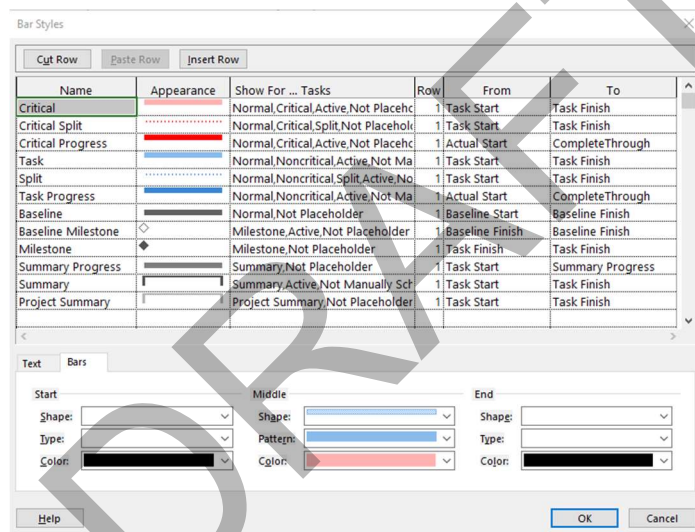 Bar Styles
Cut Row Paste Row Insert Row
Name Appearance Show For ... Tasks Row From To
Critical Normal,Critical,Active,Not Placehc 1 Task Start Task Finish
Critical Split Normal,Critical,Split,Not Placeholc 1 Task Start Task Finish
Critical Progress Normal,Critical,Active,Not Placehc 1 Actual Start CompleteThrough
Task Normal,Noncritical,Active,Not Ma 1 Task Start Task Finish
Split Normal,Noncritical,Split,Active,No 1 Task Start Task Finish
Task Progress Normal,Noncritical,Active,Not Ma 1 Actual Start CompleteThrough
Baseline Normal,Not Placeholder 1 Baseline Start Baseline Finish
Baseline Milestone Milestone,Active,Not Placeholder 1 Baseline Finish Baseline Finish
Milestone Milestone,Not Placeholder 1 Task Finish Task Finish
Summary Progress Summary,Not Placeholder 1 Task Start Summary Progress
Summary Summary,Active,Not Manually Scl 1 Task Start Task Finish
Project Summary Project Summary,Not Placeholder 1 Task Start Task Finish
Text Bars
Start Middle End
Shape: Shape: Shape:
Type: Pattern: Type:
Color: Color: Color:
Help OK Cancel
DRAFT